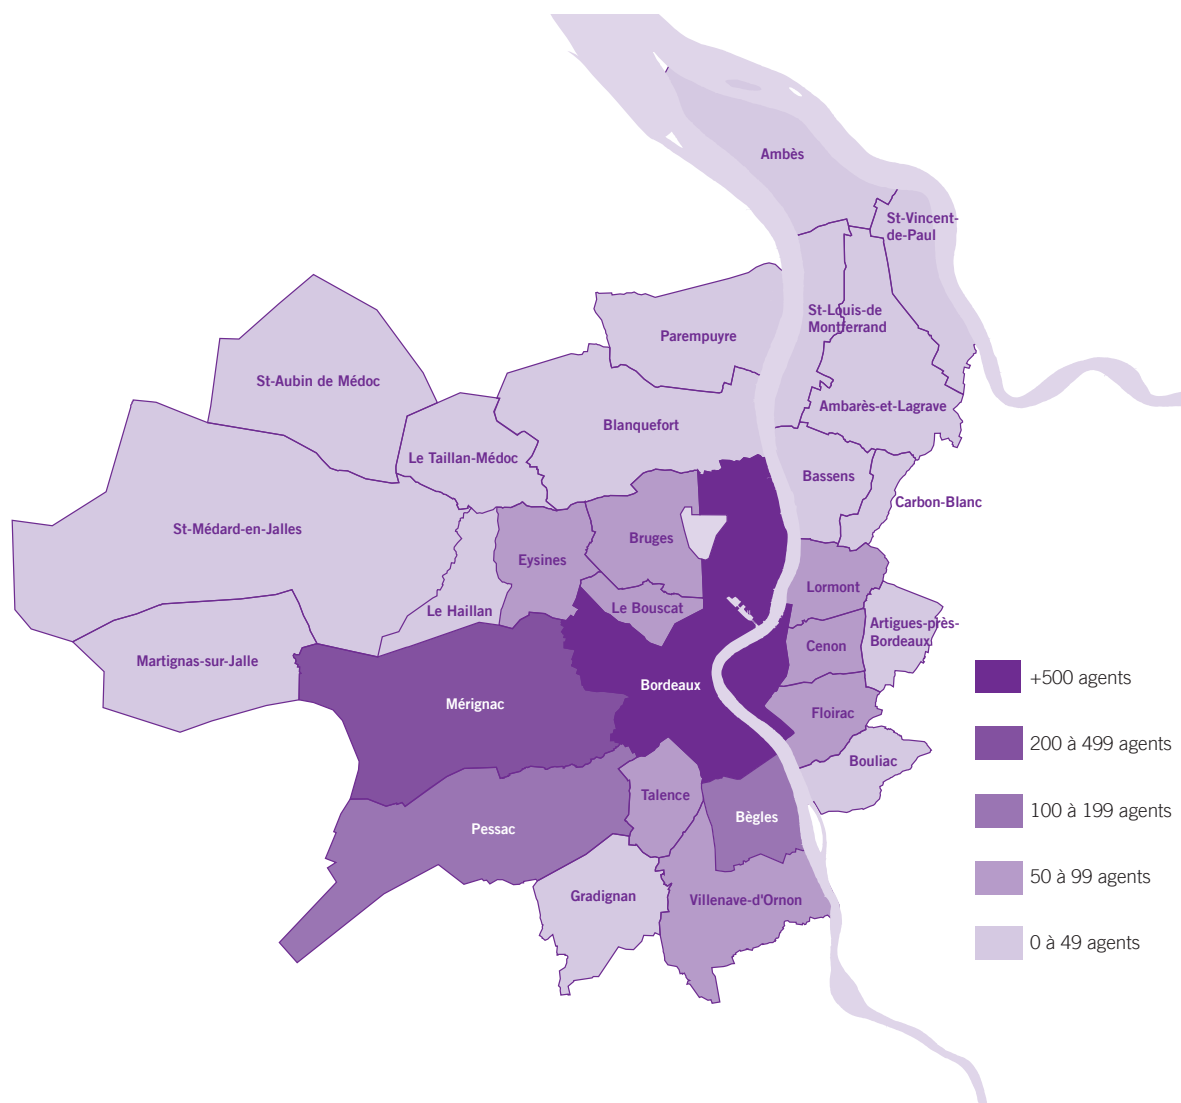 Ambès
St-Vincent-
de-Paul
St-Louis-de
Montferrand
Parempuyre
St-Aubin de Médoc
Ambarès-et-Lagrave
Blanquefort
Le Taillan-Médoc
Bassens
Carbon-Blanc
St-Médard-en-Jalles
Bruges
Eysines
Lormont
Le Bouscat
Le Haillan
Artigues-près-
Bordeaux
Cenon
Martignas-sur-Jalle
Bordeaux
Mérignac
Floirac
Bouliac
Talence
Bègles
Pessac
Gradignan
Villenave-d'Ornon
+500 agents
200 à 499 agents
100 à 199 agents
50 à 99 agents
0 à 49 agents